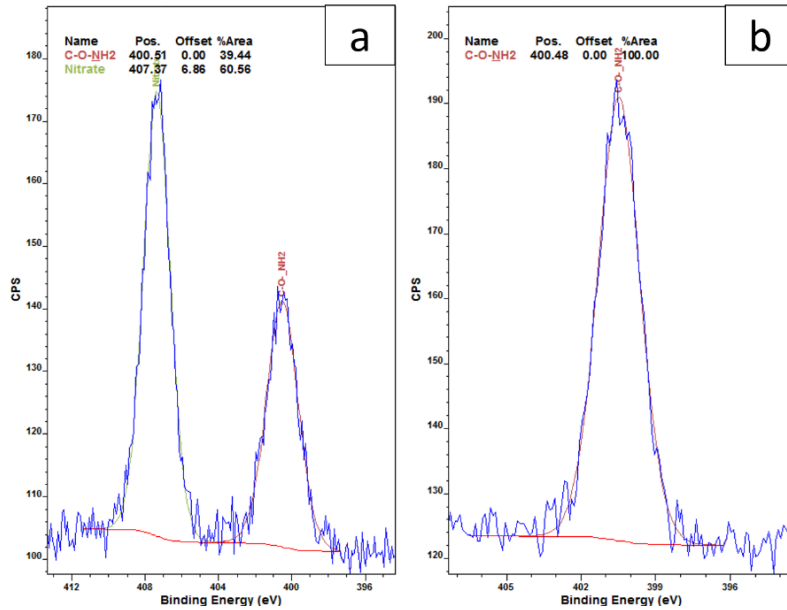 a
Name Pos. Offset %Area
C-O-NH2 400.51 0.00 39.44
Nitrate 407.37 6.86 60.56
Nitrate
C-O-_NH2
180
170
160
150
140
130
120
110
100
CPS
412 408 404 400 396
Binding Energy (eV)
b
Name Pos. Offset %Area
C-O-NH2 400.48 0.00 100.00
C-O-_NH2
200
190
180
170
160
150
140
130
120
CPS
405 402 399 396
Binding Energy (eV)